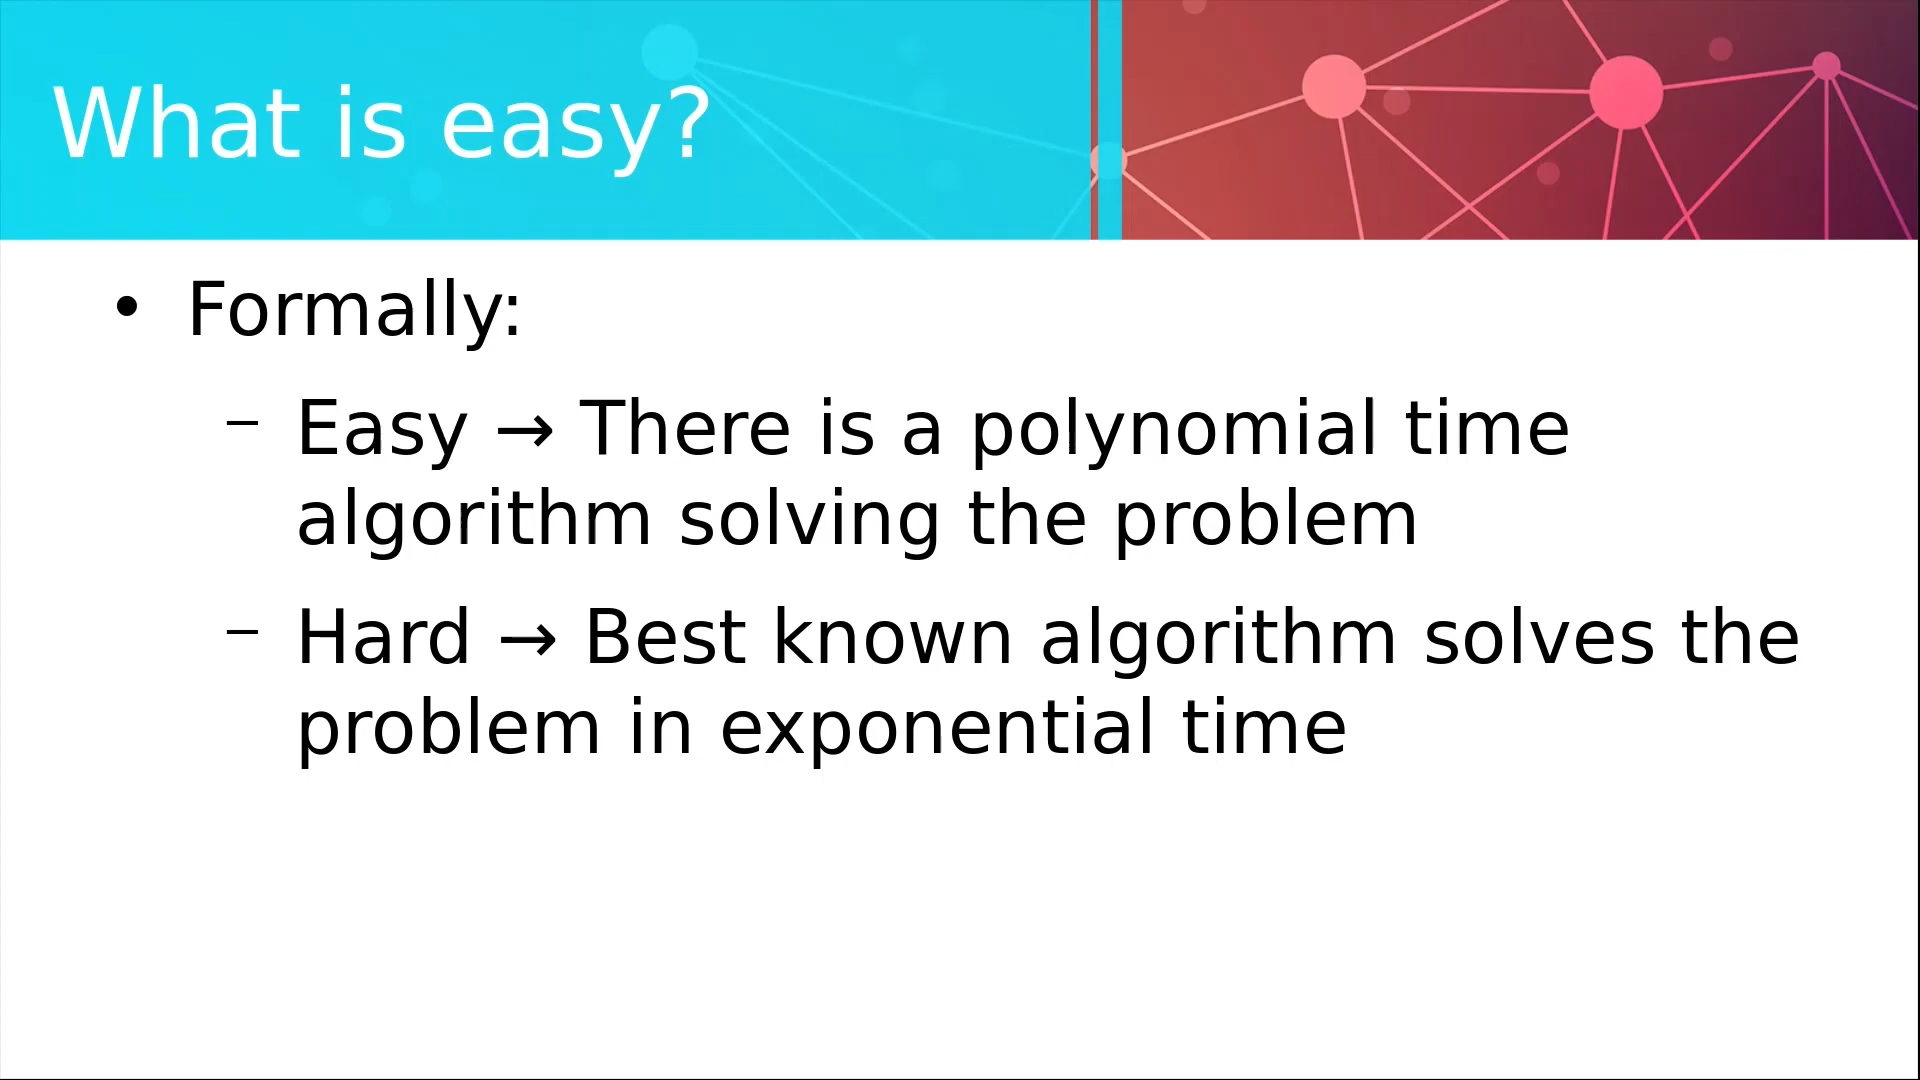 What is easy?
• Formally:
– Easy → There is a polynomial time
algorithm solving the problem
– Hard → Best known algorithm solves the
problem in exponential time